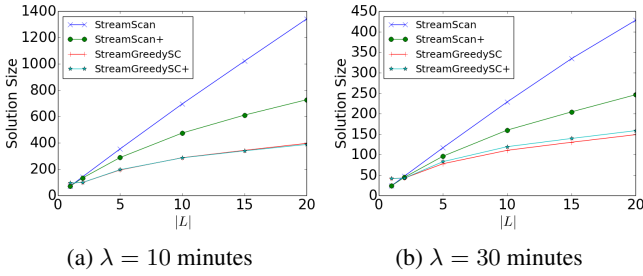 1400
1200
1000
800
600
400
200
0
Solution Size
StreamScan
StreamScan+
StreamGreedySC
StreamGreedySC+
0 5 10 15 20
|L|
(a) λ = 10 minutes
450
400
350
300
250
200
150
100
50
0
Solution Size
StreamScan
StreamScan+
StreamGreedySC
StreamGreedySC+
0 5 10 15 20
|L|
(b) λ = 30 minutes